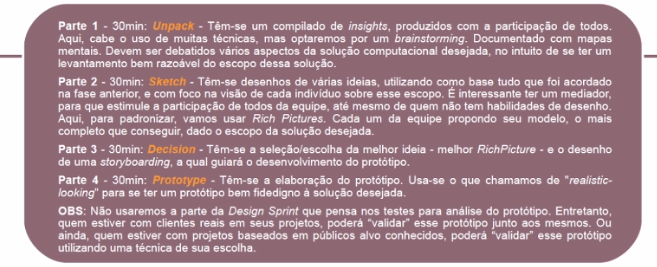 Parte 1 - 30min: Unpack - Têm-se um compilado de insights, produzidos com a participação de todos.
Aqui, cabe o uso de muitas técnicas, mas optaremos por um brainstorming. Documentado com mapas
mentais. Devem ser debatidos vários aspectos da solução computacional desejada, no intuito de se ter um
levantamento bem razoável do escopo dessa solução.
Parte 2 - 30min: Sketch - Têm-se desenhos de várias ideias, utilizando como base tudo que foi acordado
na fase anterior, e com foco na visão de cada indivíduo sobre esse escopo. É interessante ter um mediador,
para que estimule a participação de todos da equipe, até mesmo de quem não tem habilidades de desenho.
Aqui, para padronizar, vamos usar Rich Pictures. Cada um da equipe propondo seu modelo, o mais
completo que conseguir, dado o escopo da solução desejada.
Parte 3 - 30min: Decision - Têm-se a seleção/escolha da melhor ideia - melhor RichPicture - e o desenho
de uma storyboarding, a qual guiará o desenvolvimento do protótipo.
Parte 4 - 30min: Prototype - Têm-se a elaboração do protótipo. Usa-se o que chamamos de "realistic-
looking" para se ter um protótipo bem fidedigno à solução desejada.
OBS: Não usaremos a parte da Design Sprint que pensa nos testes para análise do protótipo. Entretanto,
quem estiver com clientes reais em seus projetos, poderá "validar" esse protótipo junto aos mesmos. Ou
ainda, quem estiver com projetos baseados em públicos alvo conhecidos, poderá "validar" esse protótipo
utilizando uma técnica de sua escolha.